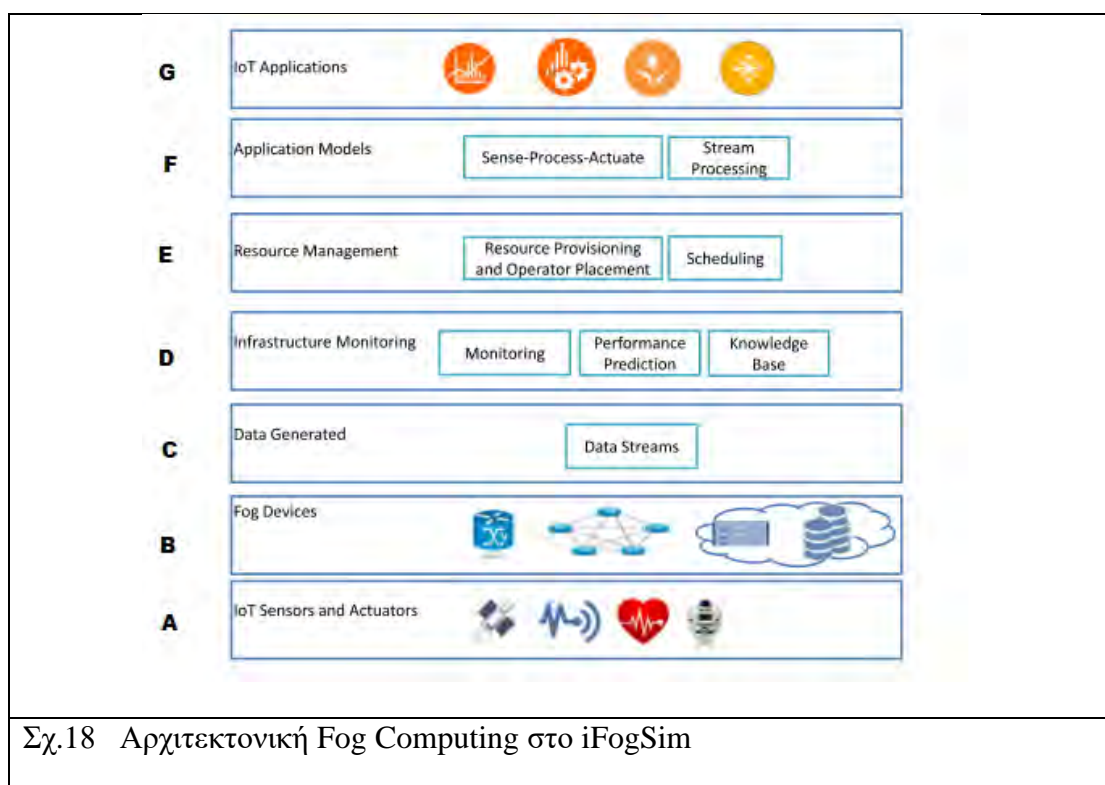 G
IoT Applications
F
Application Models
Sense-Process-Actuate
Stream
Processing
E
Resource Management
Resource Provisioning
and Operator Placement
Scheduling
D
Infrastructure Monitoring
Monitoring
Performance
Prediction
Knowledge
Base
C
Data Generated
Data Streams
B
Fog Devices
A
IoT Sensors and Actuators
Σχ.18 Αρχιτεκτονική Fog Computing στο iFogSim